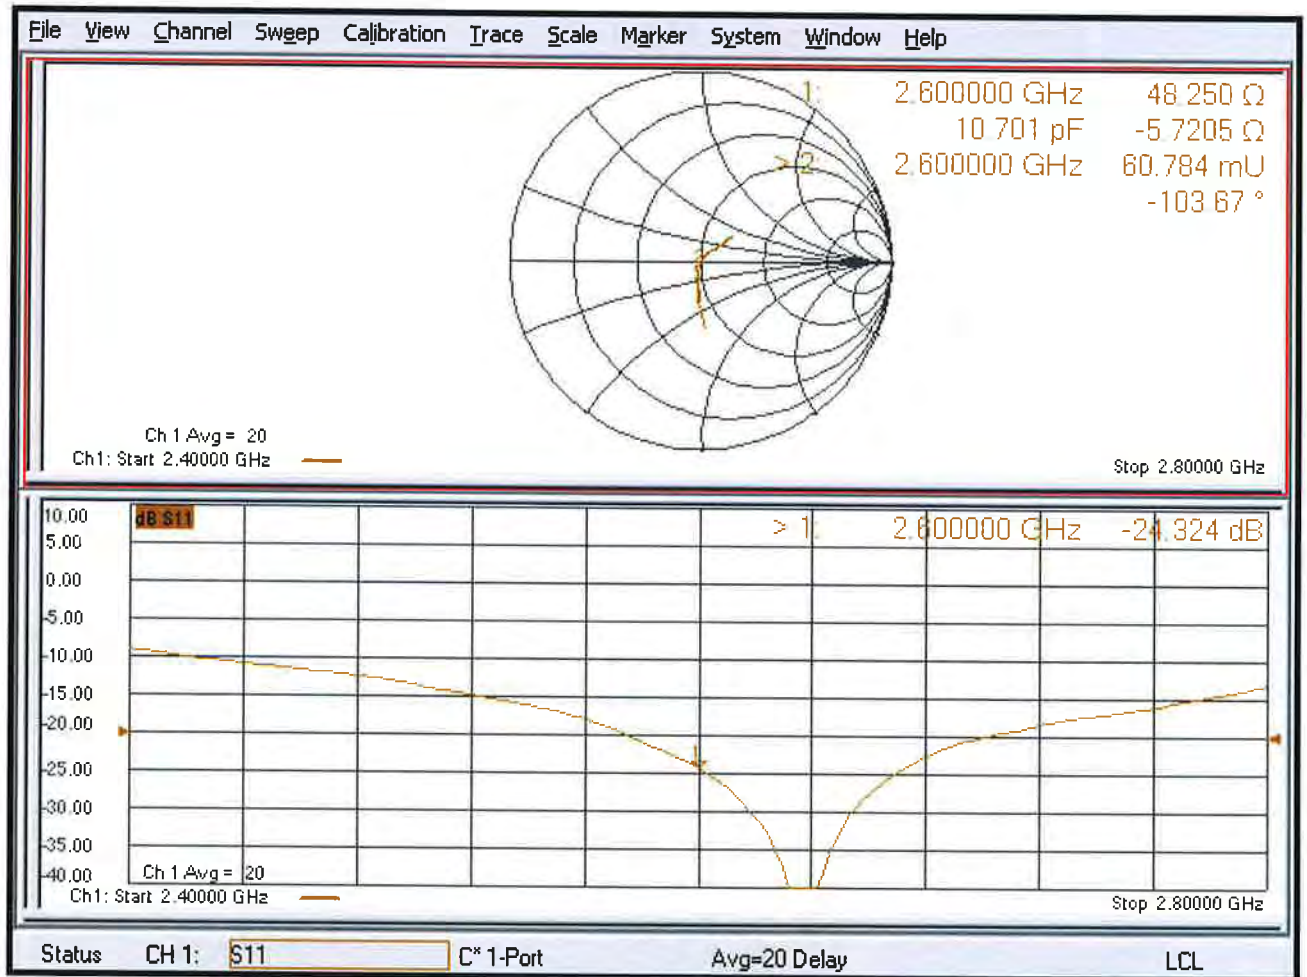 File View Channel Sweep Calibration Trace Scale Marker System Window Help
1: 2.600000 GHz 48.250 Ω
10.701 pF -5.7205 Ω
> 2: 2.600000 GHz 60.784 mU
-103.67 °
Ch 1 Avg = 20
Ch1: Start 2.40000 GHz
Stop 2.80000 GHz
10.00
dB S11
> 1: 2.600000 GHz -24.324 dB
5.00
0.00
-5.00
-10.00
-15.00
-20.00
-25.00
-30.00
-35.00
-40.00
Ch 1 Avg = 20
Ch1: Start 2.40000 GHz
Stop 2.80000 GHz
Status CH 1: S11 C* 1-Port Avg=20 Delay LCL